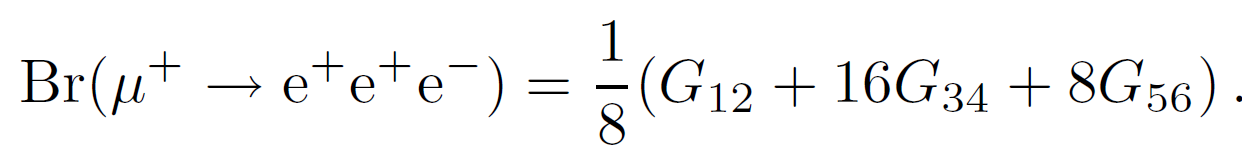 Br(μ⁺ → e⁺e⁺e⁻) = 1/8 (G₁₂ + 16G₃₄ + 8G₅₆) .